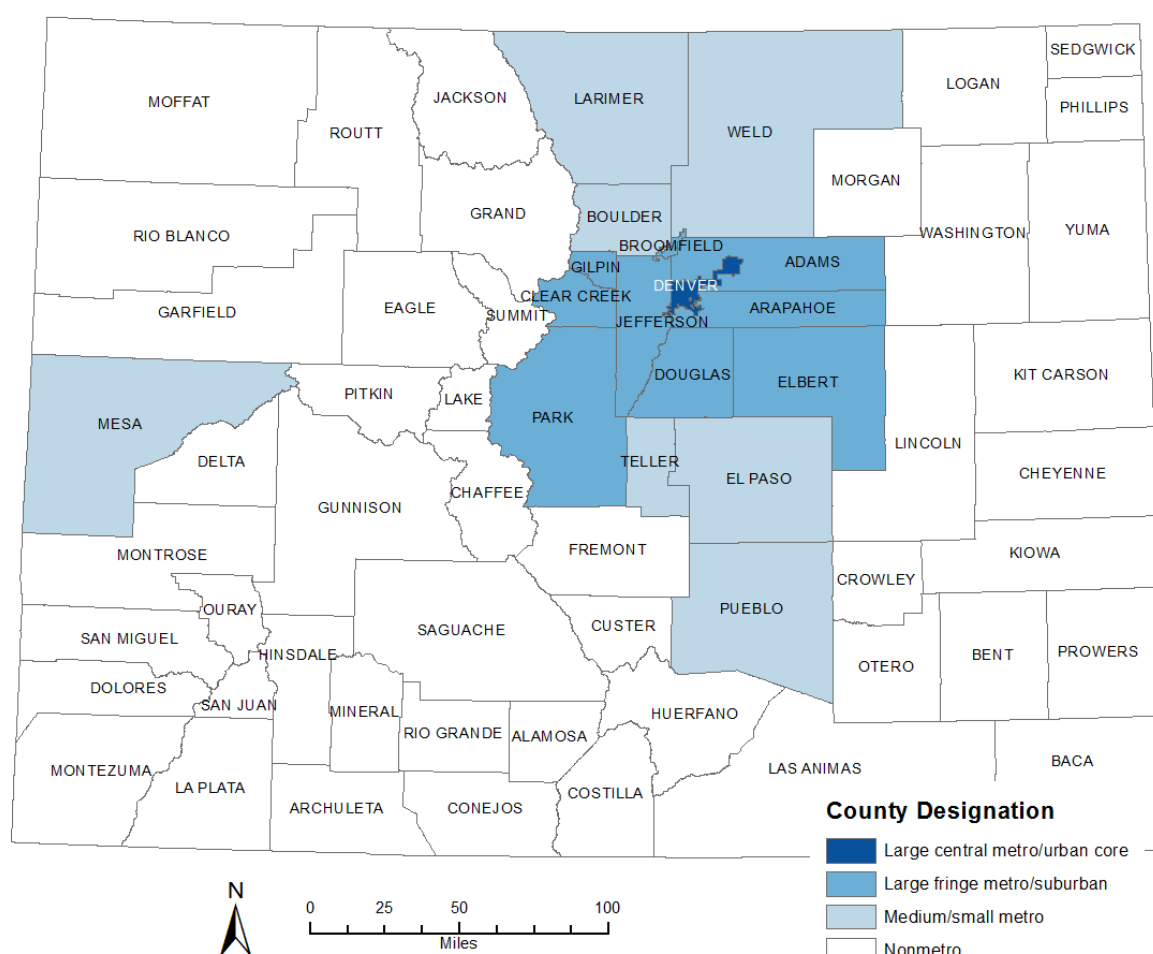 SEDGWICK
LOGAN
JACKSON
LARIMER
MOFFAT
PHILLIPS
ROUTT
WELD
MORGAN
GRAND
BOULDER
RIO BLANCO
WASHINGTON
YUMA
BROOMFIELD
GILPIN
ADAMS
DENVER
CLEAR CREEK
EAGLE
ARAPAHOE
GARFIELD
SUMMIT
JEFFERSON
DOUGLAS
ELBERT
KIT CARSON
PITKIN
LAKE
PARK
MESA
LINCOLN
DELTA
TELLER
CHEYENNE
EL PASO
CHAFFEE
GUNNISON
FREMONT
MONTROSE
KIOWA
CROWLEY
OURAY
PUEBLO
CUSTER
SAGUACHE
SAN MIGUEL
HINSDALE
BENT
PROWERS
OTERO
DOLORES
SAN JUAN
MINERAL
HUERFANO
RIO GRANDE
ALAMOSA
MONTEZUMA
LAS ANIMAS
BACA
LA PLATA
COSTILLA
ARCHULETA
CONEJOS
County Designation
Large central metro/urban core
Large fringe metro/suburban
Medium/small metro
Nonmetro
N
0 25 50 100
Miles